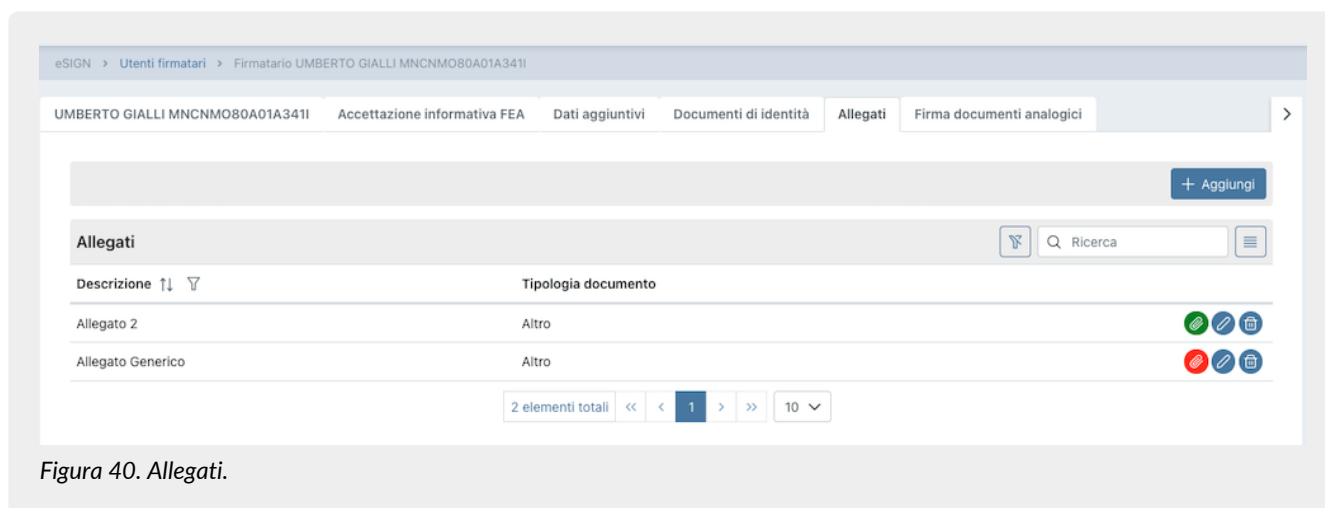 eSIGN > Utenti firmatari > Firmatario UMBERTO GIALLI MNCNMO80A01A341I
UMBERTO GIALLI MNCNMO80A01A341I Accettazione informativa FEA Dati aggiuntivi Documenti di identità Allegati Firma documenti analogici
+ Aggiungi
Allegati Ricerca
Descrizione Tipologia documento
Allegato 2 Altro
Allegato Generico Altro
2 elementi totali « < 1 > » 10
Figura 40. Allegati.